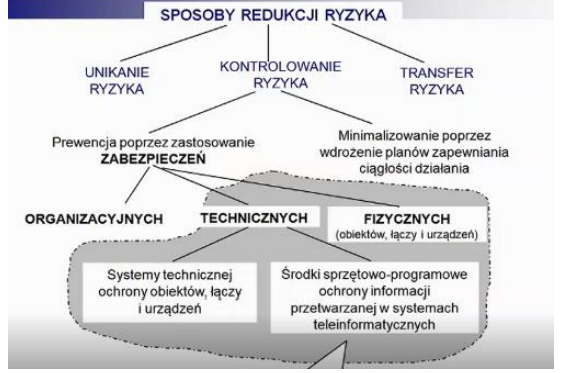 SPOSOBY REDUKCJI RYZYKA
UNIKANIE
RYZYKA
KONTROLOWANIE
RYZYKA
TRANSFER
RYZYKA
Prewencja poprzez zastosowanie
ZABEZPIECZEŃ
Minimalizowanie poprzez
wdrożenie planów zapewniania
ciągłości działania
ORGANIZACYJNYCH
TECHNICZNYCH
FIZYCZNYCH
(obiektów, łączy i urządzeń)
Systemy technicznej
ochrony obiektów, łączy
i urządzeń
Środki sprzętowo-programowe
ochrony informacji
przetwarzanej w systemach
teleinformatycznych